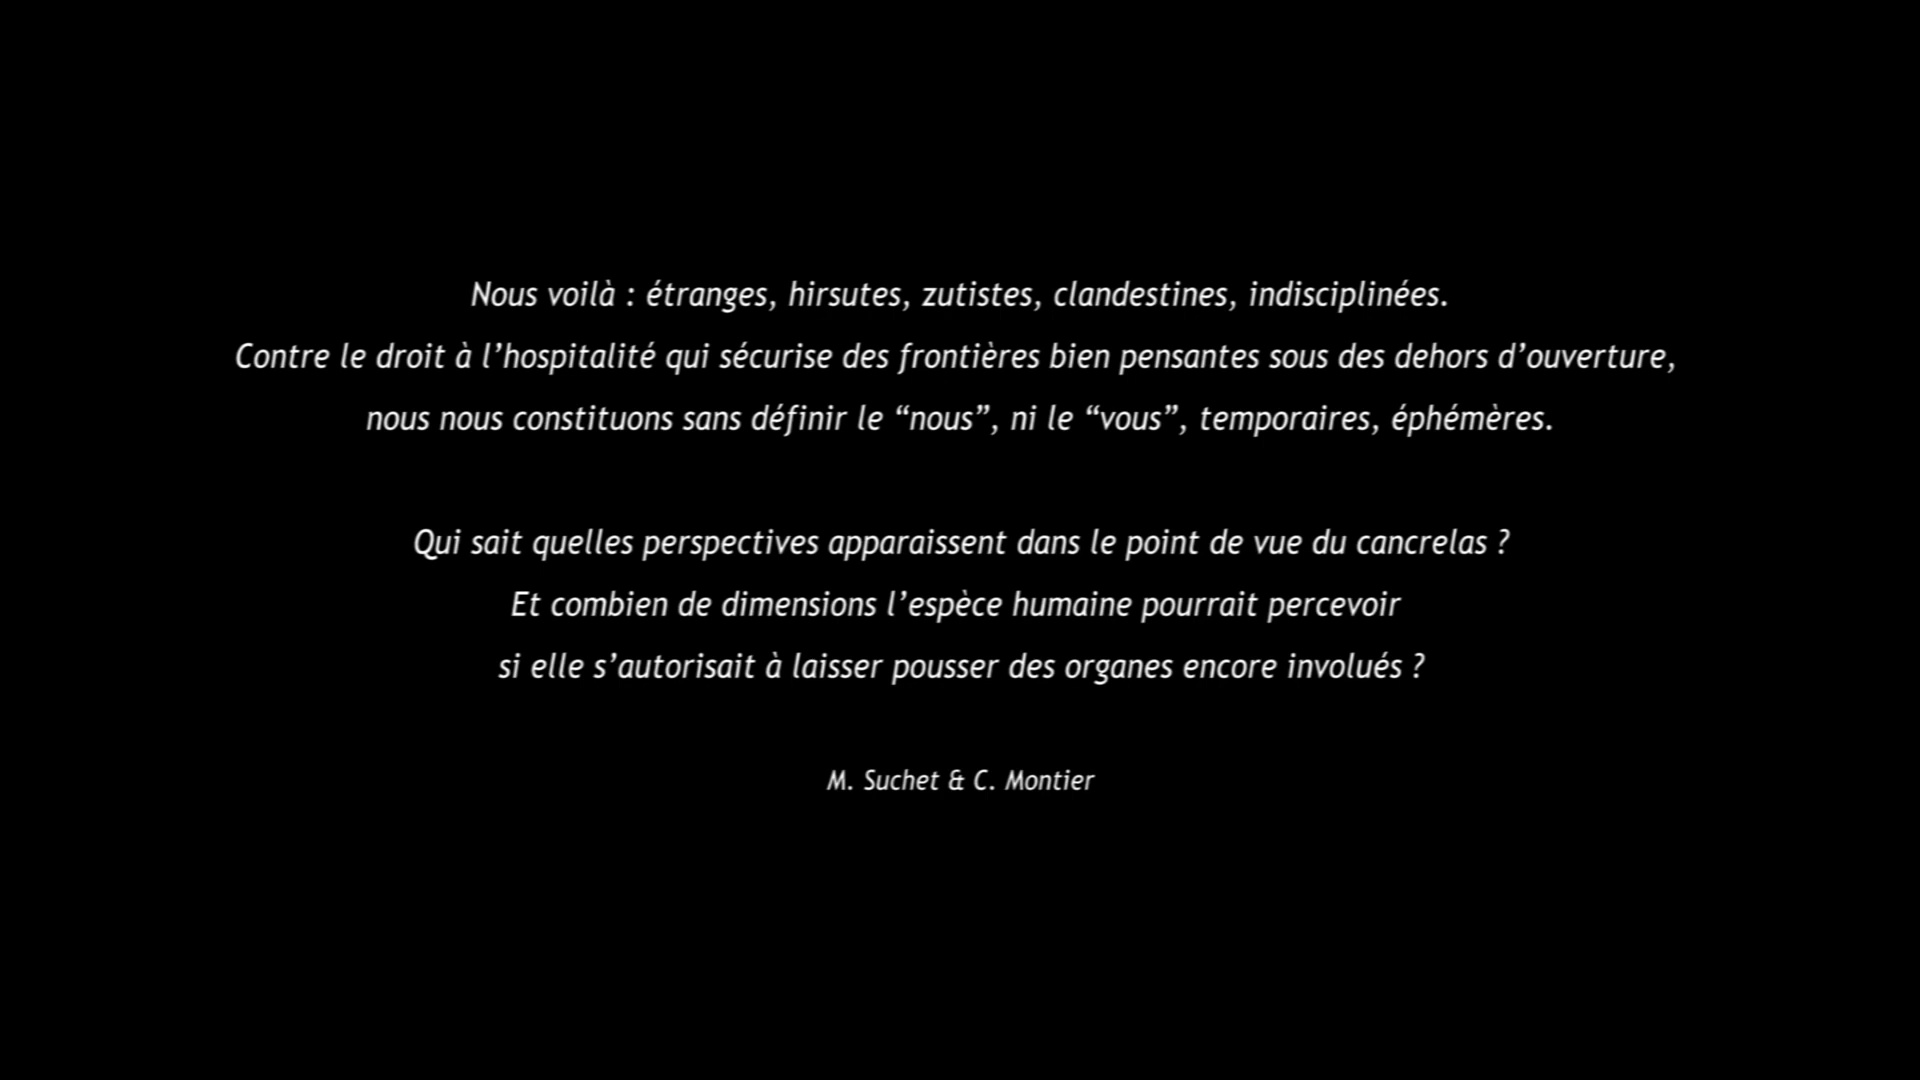 Nous voilà : étranges, hirsutes, zutistes, clandestines, indisciplinées.
Contre le droit à l’hospitalité qui sécurise des frontières bien pensantes sous des dehors d’ouverture,
nous nous constituons sans définir le “nous”, ni le “vous”, temporaires, éphémères.
Qui sait quelles perspectives apparaissent dans le point de vue du cancrelas ?
Et combien de dimensions l’espèce humaine pourrait percevoir
si elle s’autorisait à laisser pousser des organes encore involués ?
M. Suchet & C. Montier